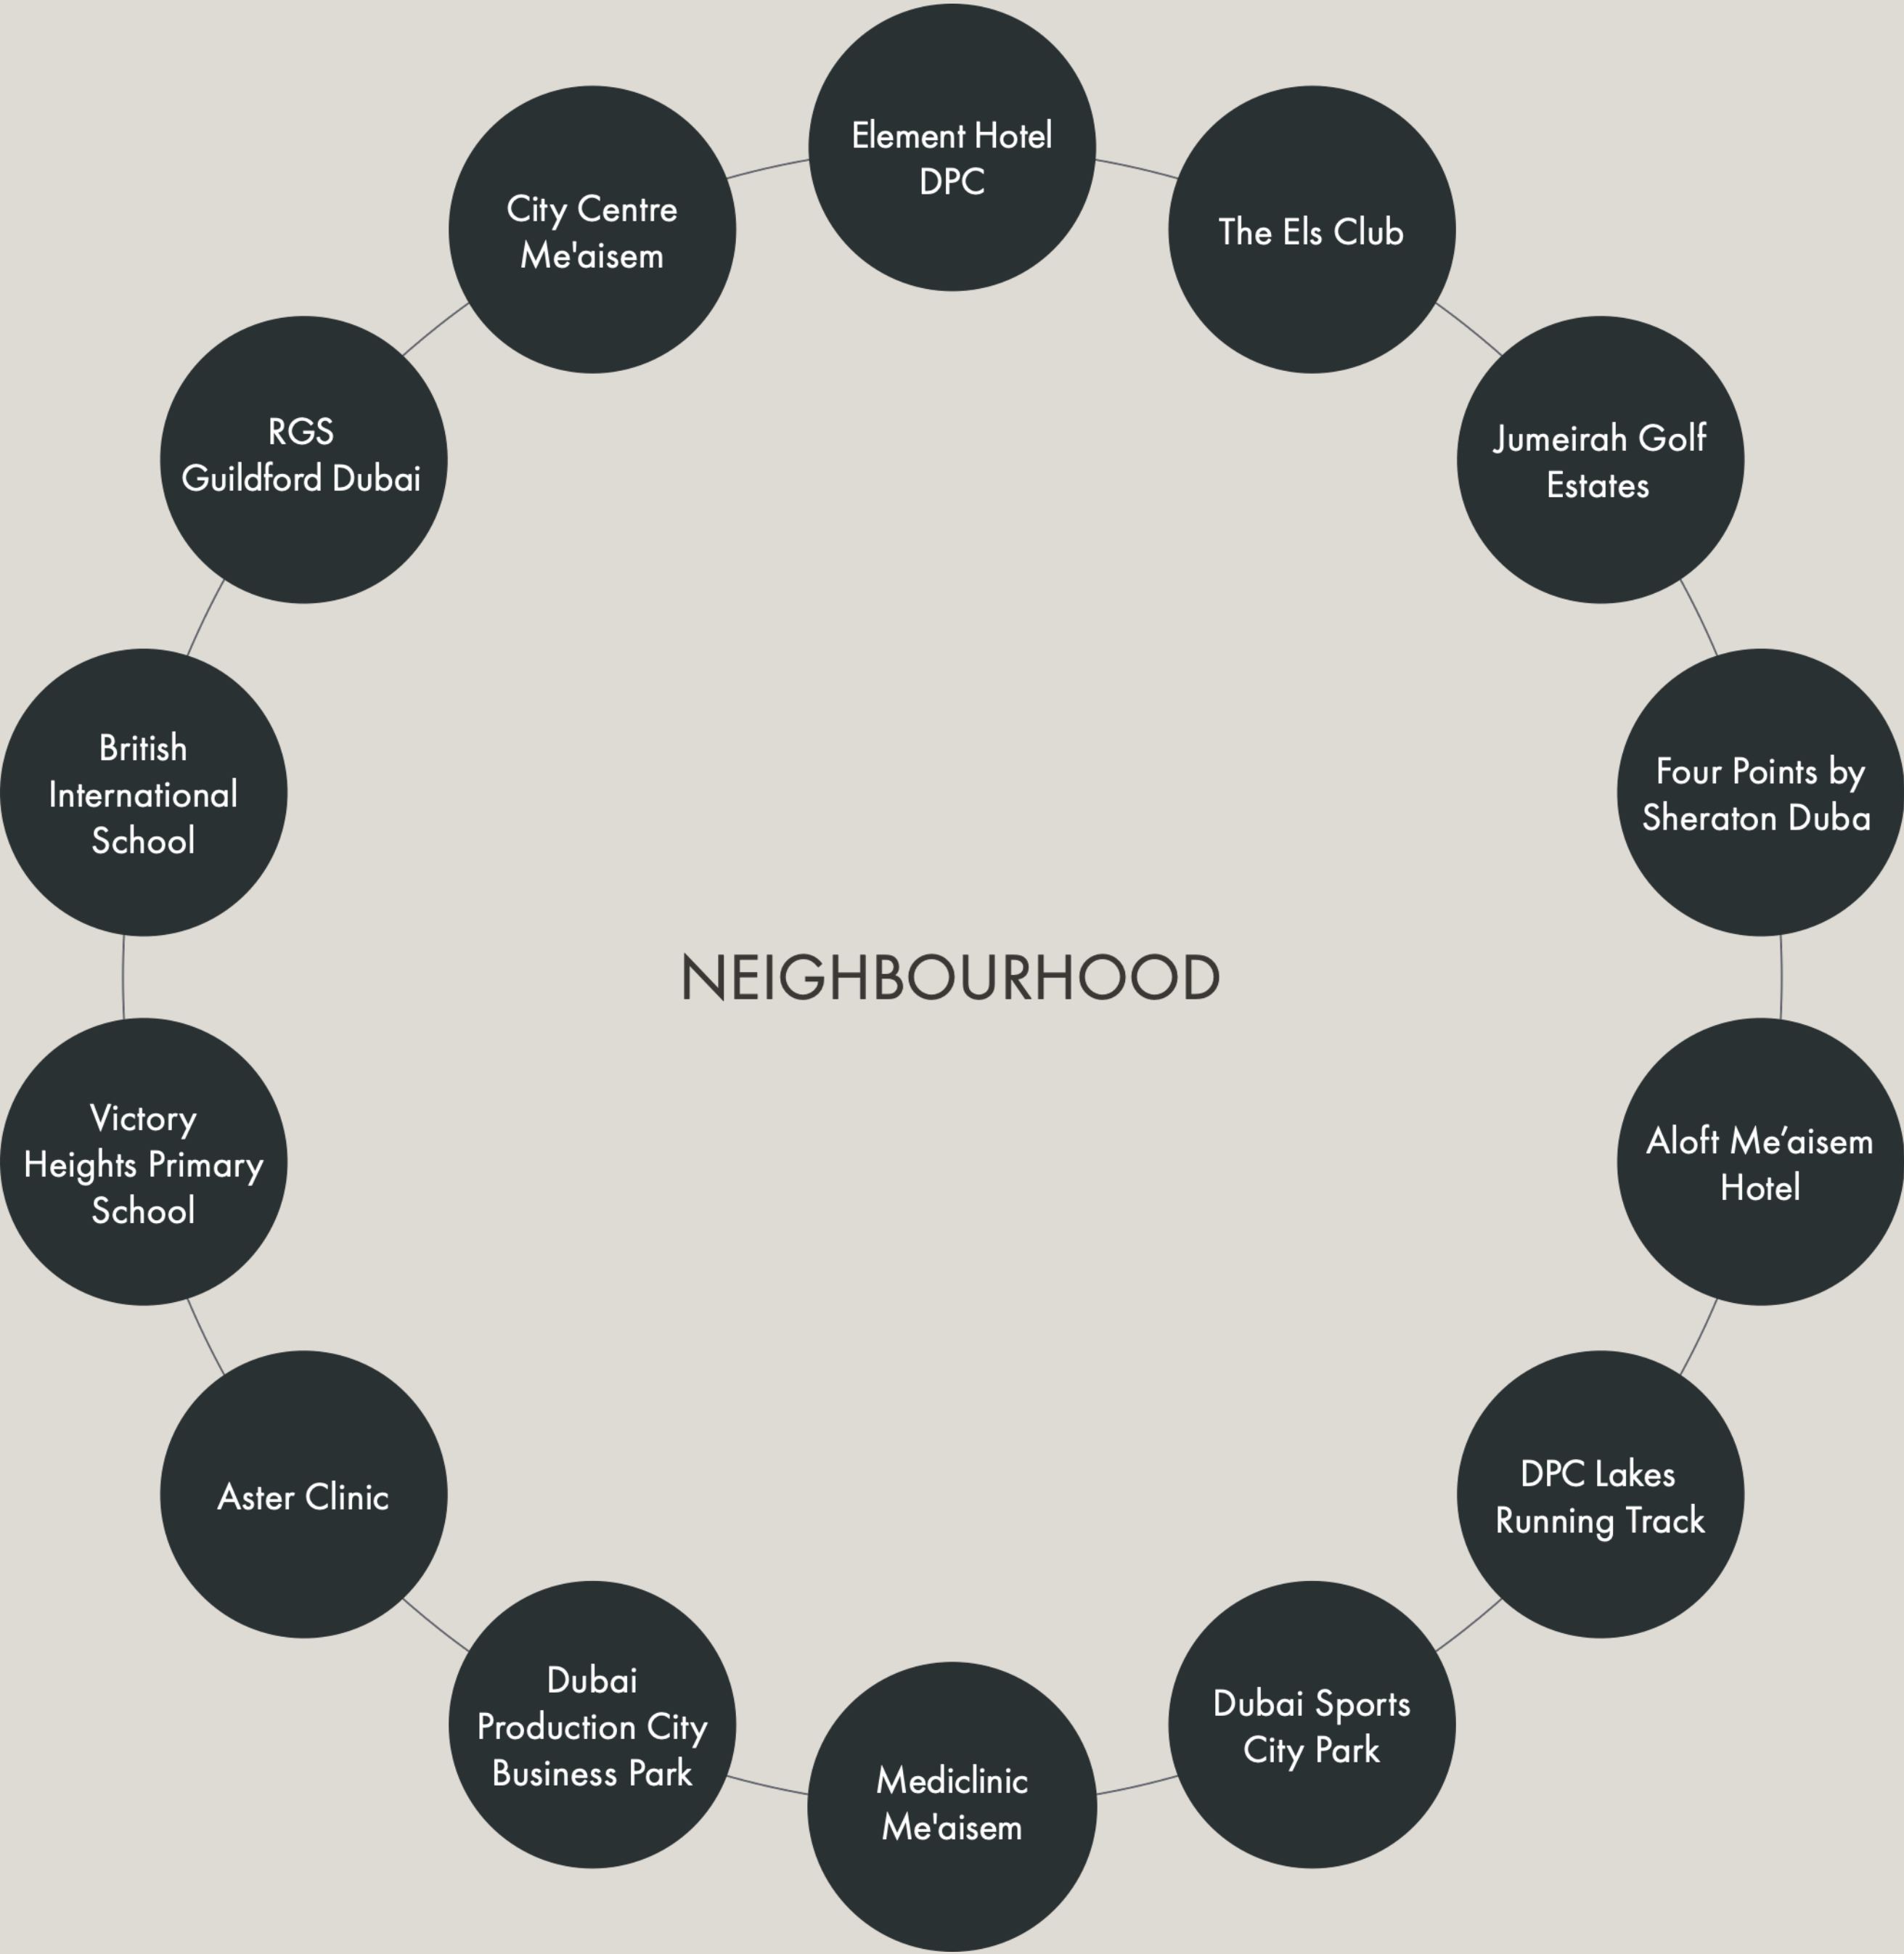 Element Hotel
DPC
The Els Club
Jumeirah Golf
Estates
Four Points by
Sheraton Duba
Aloft Me’aisem
Hotel
DPC Lakes
Running Track
Dubai Sports
City Park
Mediclinic
Me'aisem
Dubai
Production City
Business Park
Aster Clinic
Victory
Heights Primary
School
British
International
School
RGS
Guildford Dubai
City Centre
Me'aisem
NEIGHBOURHOOD